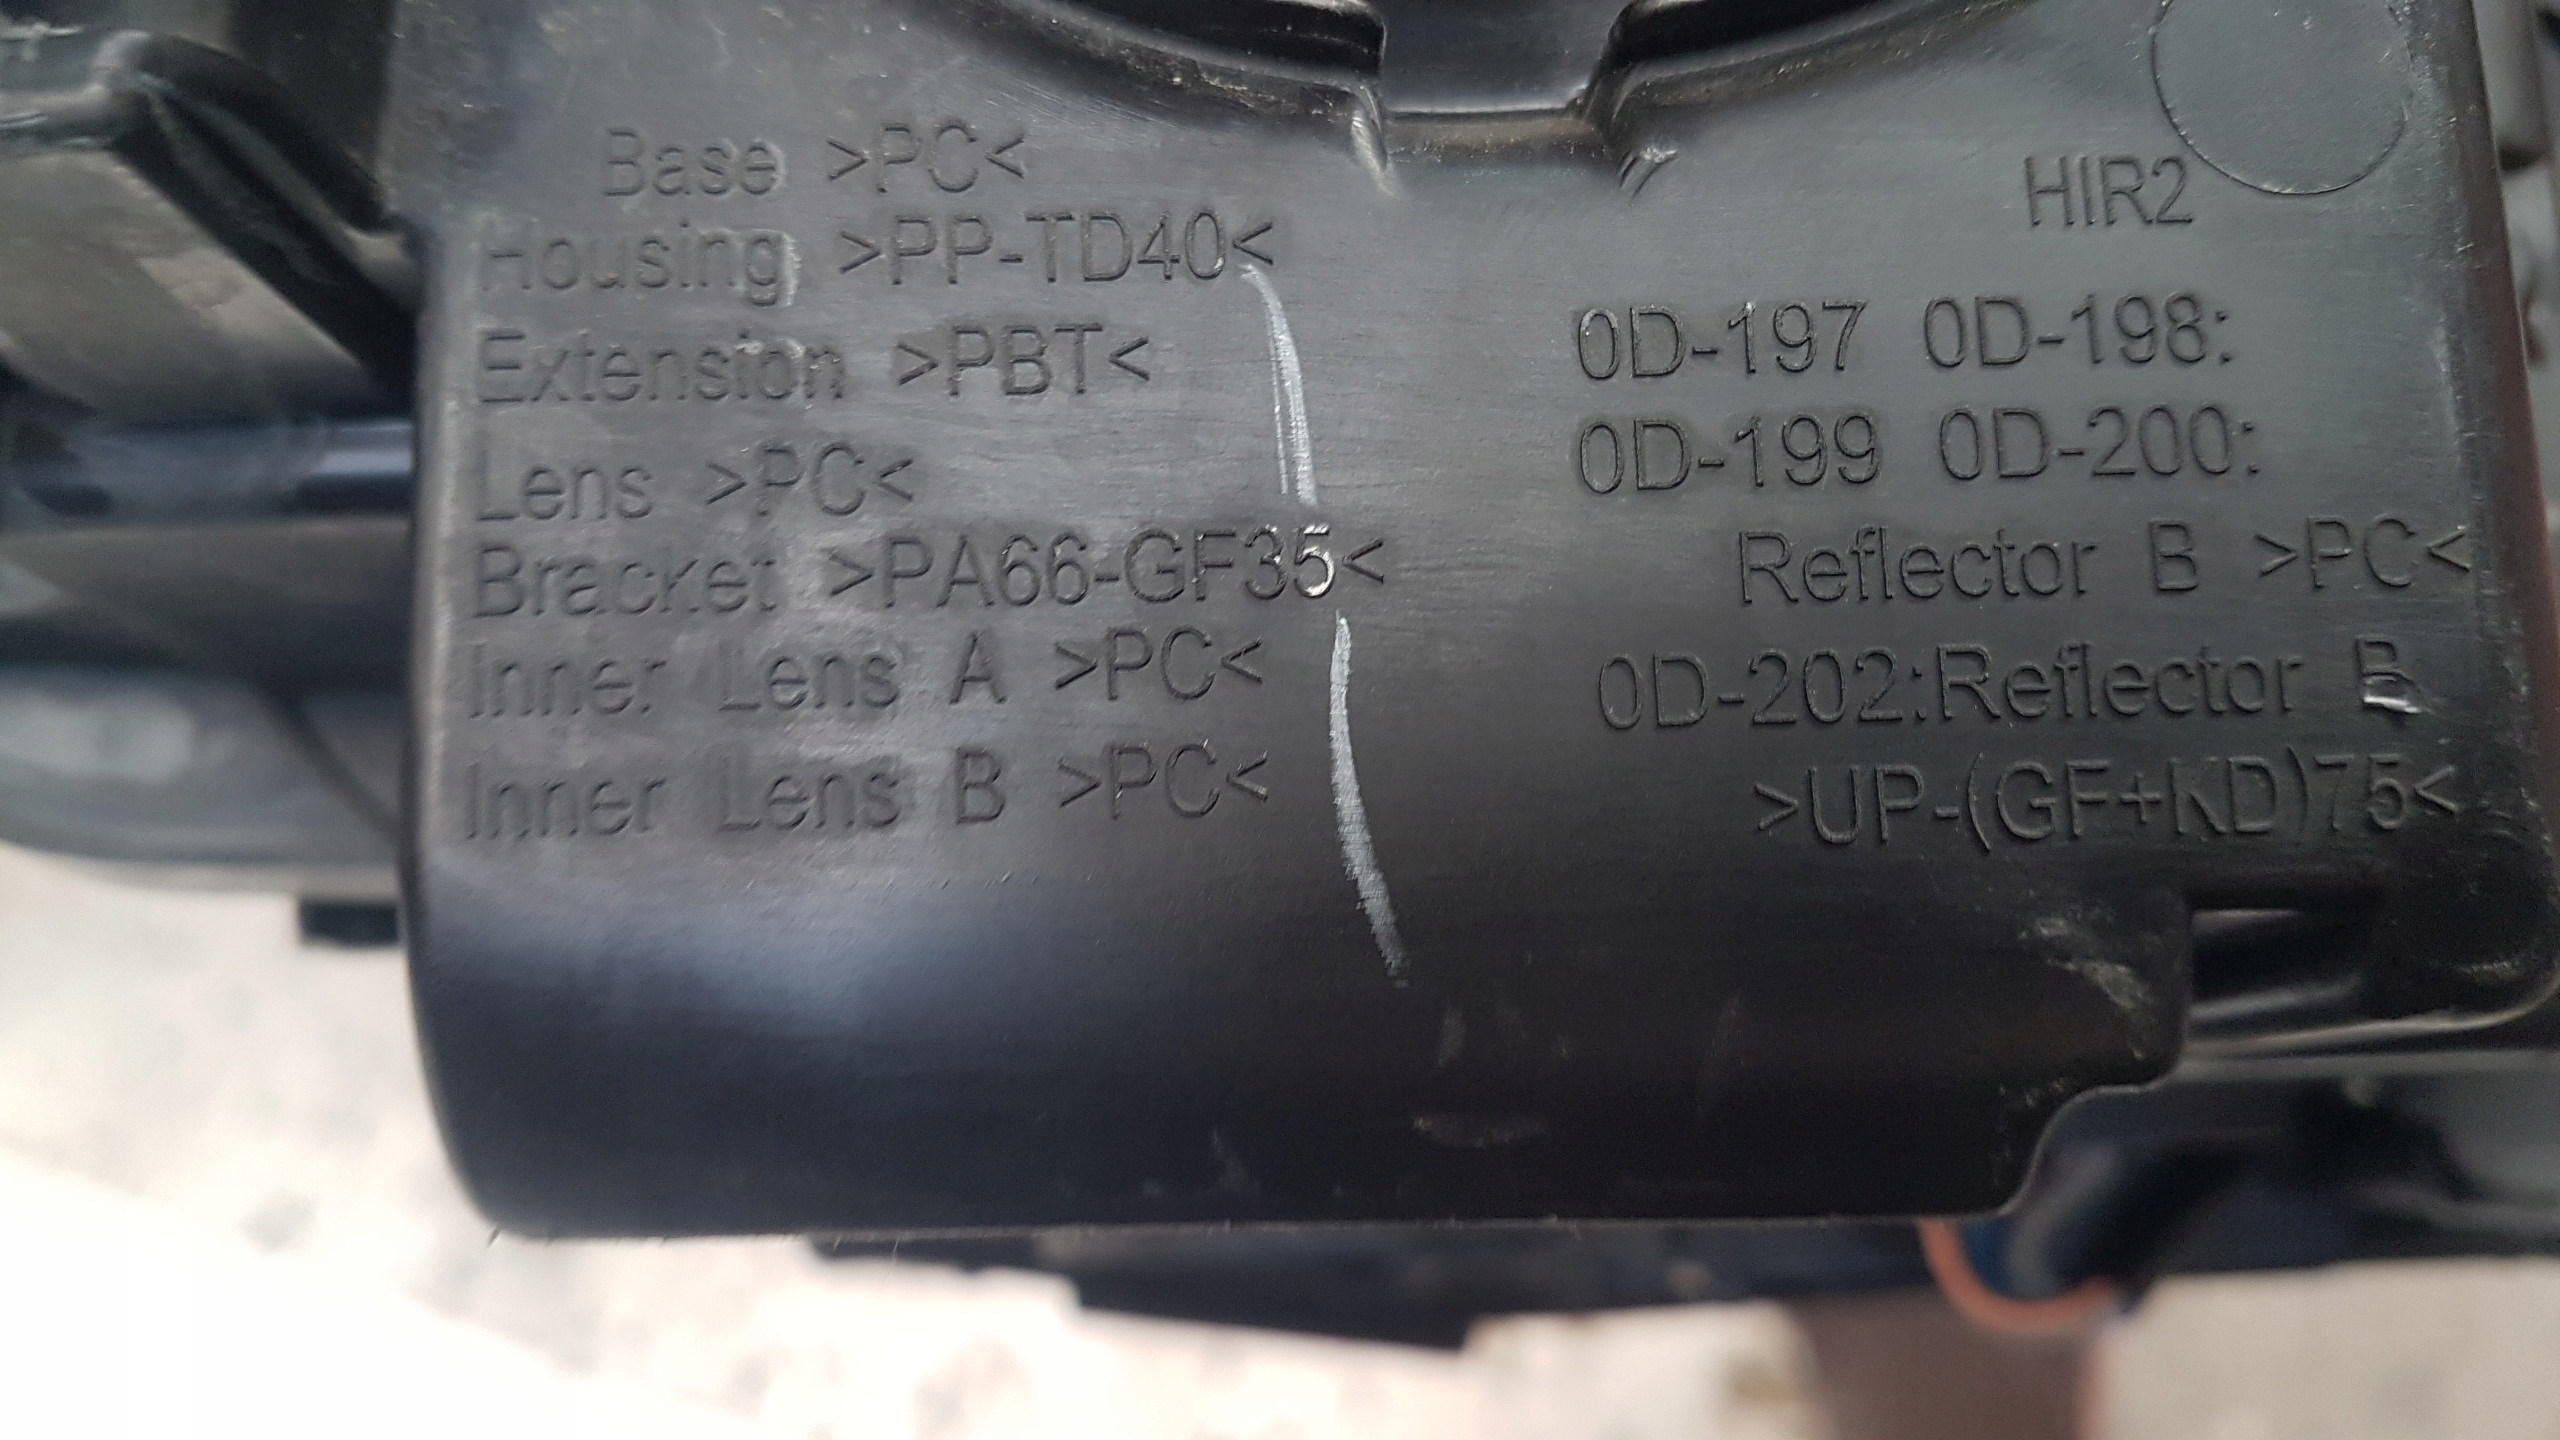 Base >PC<
Housing >PP-TD40<
Extension >PBT<
Lens >PC<
Bracket >PA66-GF35<
Inner Lens A >PC<
Inner Lens B >PC<
HIR2
0D-197 0D-198:
0D-199 0D-200:
Reflector B >PC<
0D-202:Reflector B
>UP-(GF+KD)75<